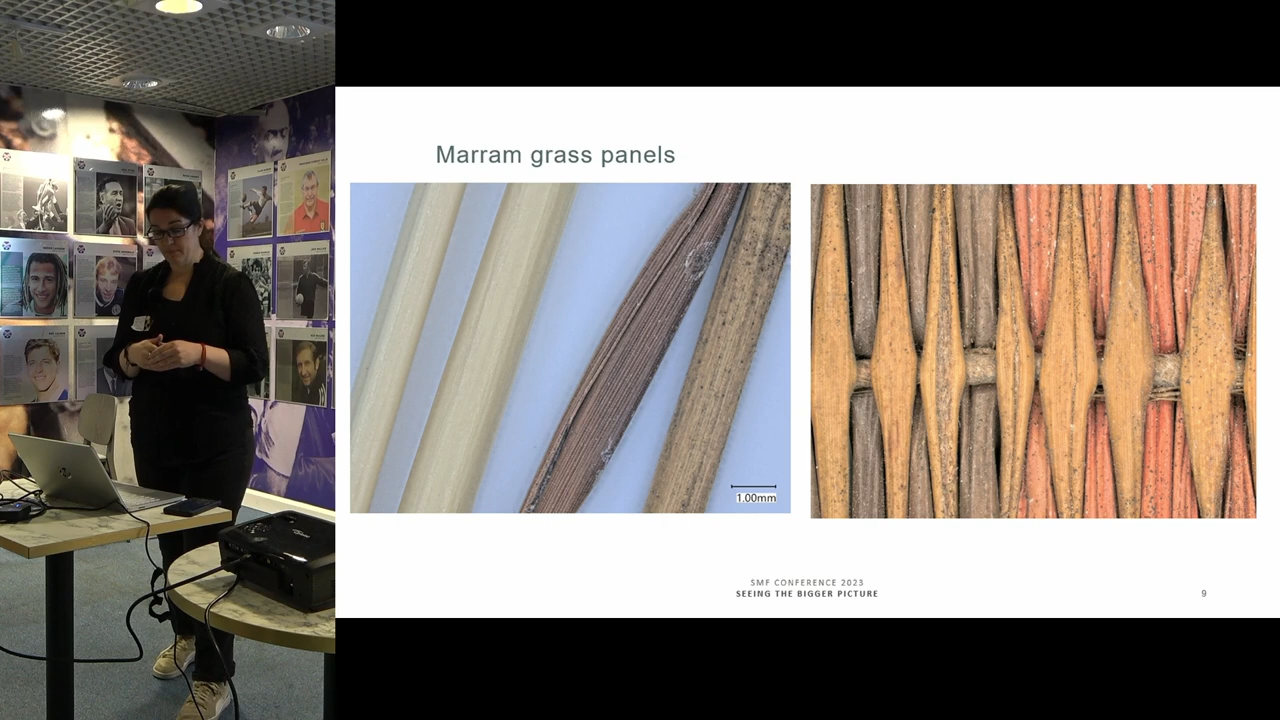 Marram grass panels
1.00mm
SMF CONFERENCE 2023
SEEING THE BIGGER PICTURE
9